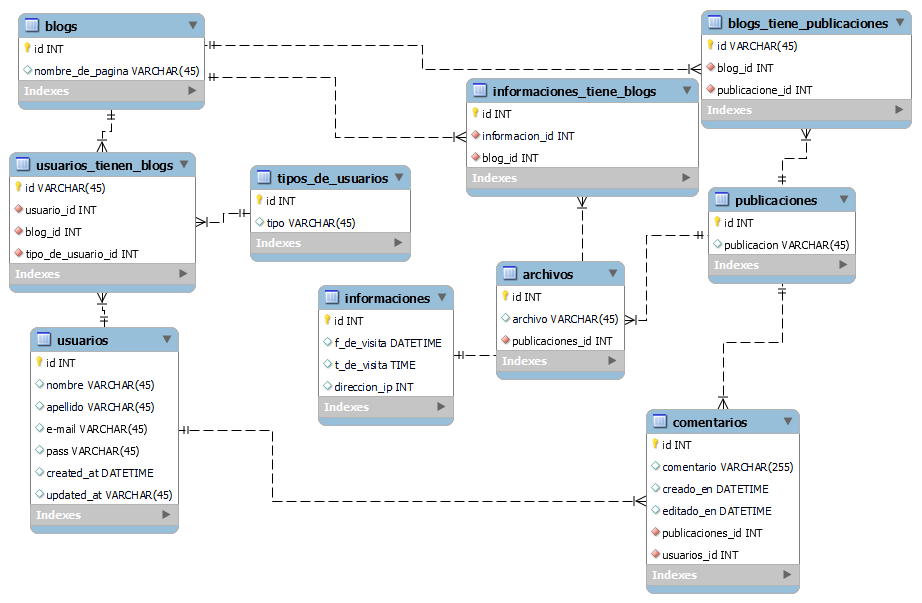 blogs
id INT
nombre_de_pagina VARCHAR(45)
Indexes
blogs_tiene_publicaciones
id VARCHAR(45)
blog_id INT
publicacione_id INT
Indexes
informaciones_tiene_blogs
id INT
informacion_id INT
blog_id INT
Indexes
usuarios_tienen_blogs
id VARCHAR(45)
usuario_id INT
blog_id INT
tipo_de_usuario_id INT
Indexes
tipos_de_usuarios
id INT
tipo VARCHAR(45)
Indexes
publicaciones
id INT
publicacion VARCHAR(45)
Indexes
archivos
id INT
archivo VARCHAR(45)
publicaciones_id INT
Indexes
informaciones
id INT
f_de_visita DATETIME
t_de_visita TIME
direccion_ip INT
Indexes
usuarios
id INT
nombre VARCHAR(45)
apellido VARCHAR(45)
e-mail VARCHAR(45)
pass VARCHAR(45)
created_at DATETIME
updated_at VARCHAR(45)
Indexes
comentarios
id INT
comentario VARCHAR(255)
creado_en DATETIME
editado_en DATETIME
publicaciones_id INT
usuarios_id INT
Indexes